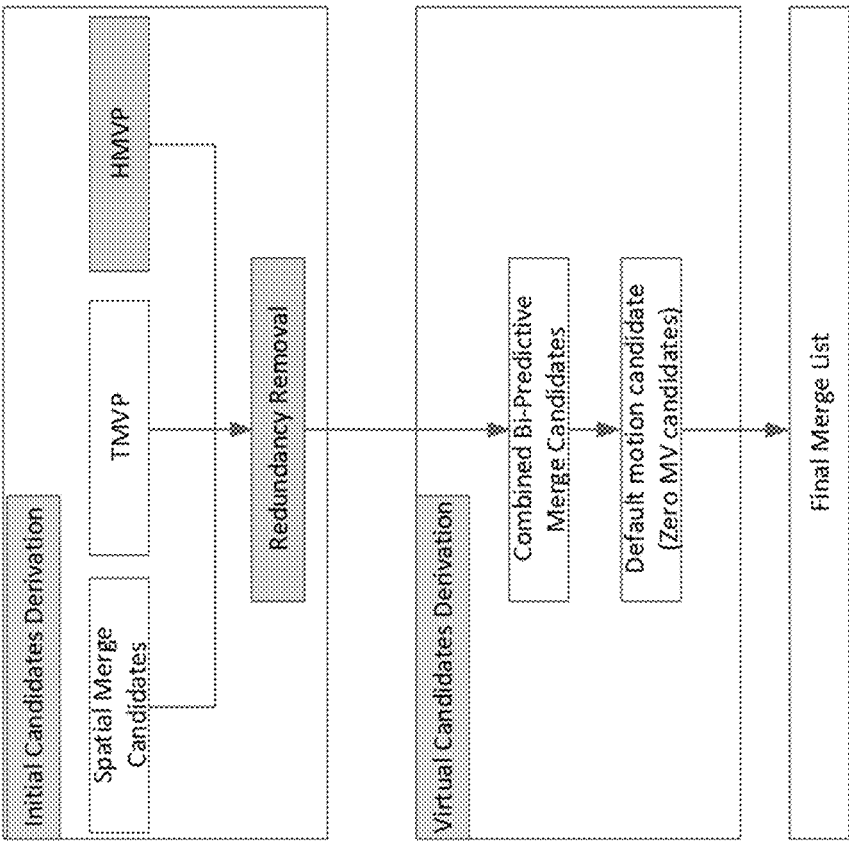 Initial Candidates Derivation
Spatial Merge
Candidates
TMVP
HMVP
Redundancy Removal
Virtual Candidates Derivation
Combined Bi-Predictive
Merge Candidates
Default motion candidate
(Zero MV candidates)
Final Merge List